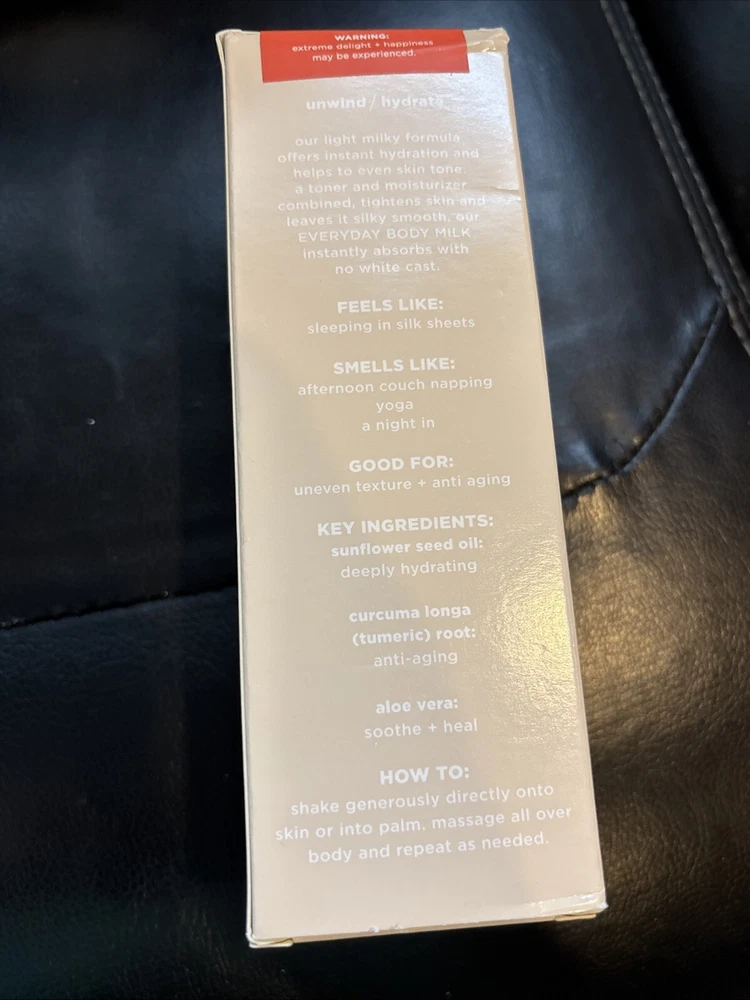 WARNING:
extreme delight + happiness
may be experienced.
unwind / hydrate
our light milky formula
offers instant hydration and
helps to even skin tone.
a toner and moisturizer
combined, tightens skin and
leaves it silky smooth. our
EVERYDAY BODY MILK
instantly absorbs with
no white cast.
FEELS LIKE:
sleeping in silk sheets
SMELLS LIKE:
afternoon couch napping
yoga
a night in
GOOD FOR:
uneven texture + anti aging
KEY INGREDIENTS:
sunflower seed oil:
deeply hydrating
curcuma longa
(tumeric) root:
anti-aging
aloe vera:
soothe + heal
HOW TO:
shake generously directly onto
skin or into palm, massage all over
body and repeat as needed.